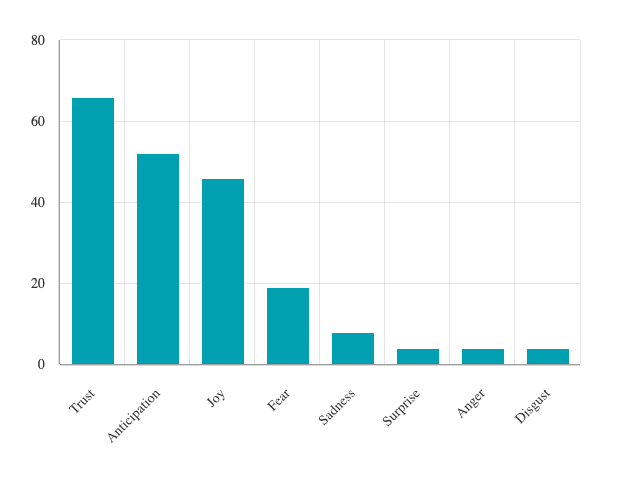 80
60
40
20
0
Trust
Anticipation
Joy
Fear
Sadness
Surprise
Anger
Disgust